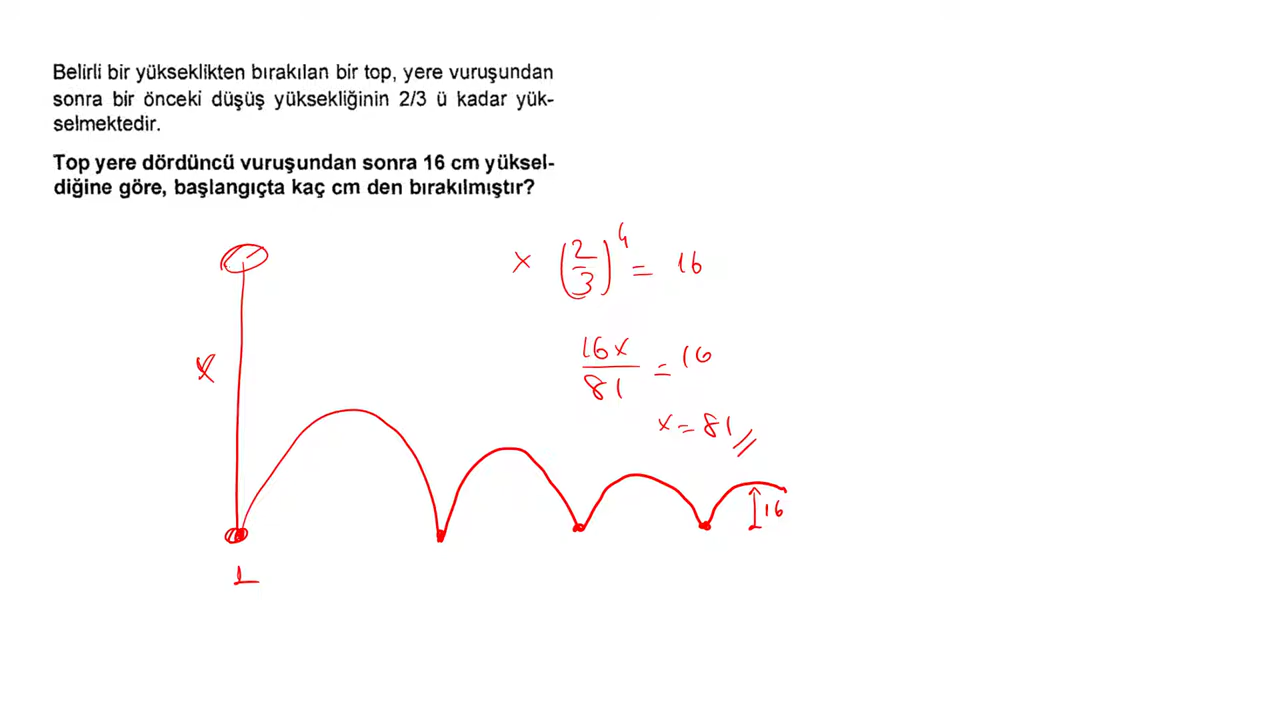 Belirli bir yükseklikten bırakılan bir top, yere vuruşundan
sonra bir önceki düşüş yüksekliğinin 2/3 ü kadar yük-
selmektedir.
Top yere dördüncü vuruşundan sonra 16 cm yüksel-
diğine göre, başlangıçta kaç cm den bırakılmıştır?
x (2/3)^4 = 16
16x/81 = 16
x
x = 81 //
16
1